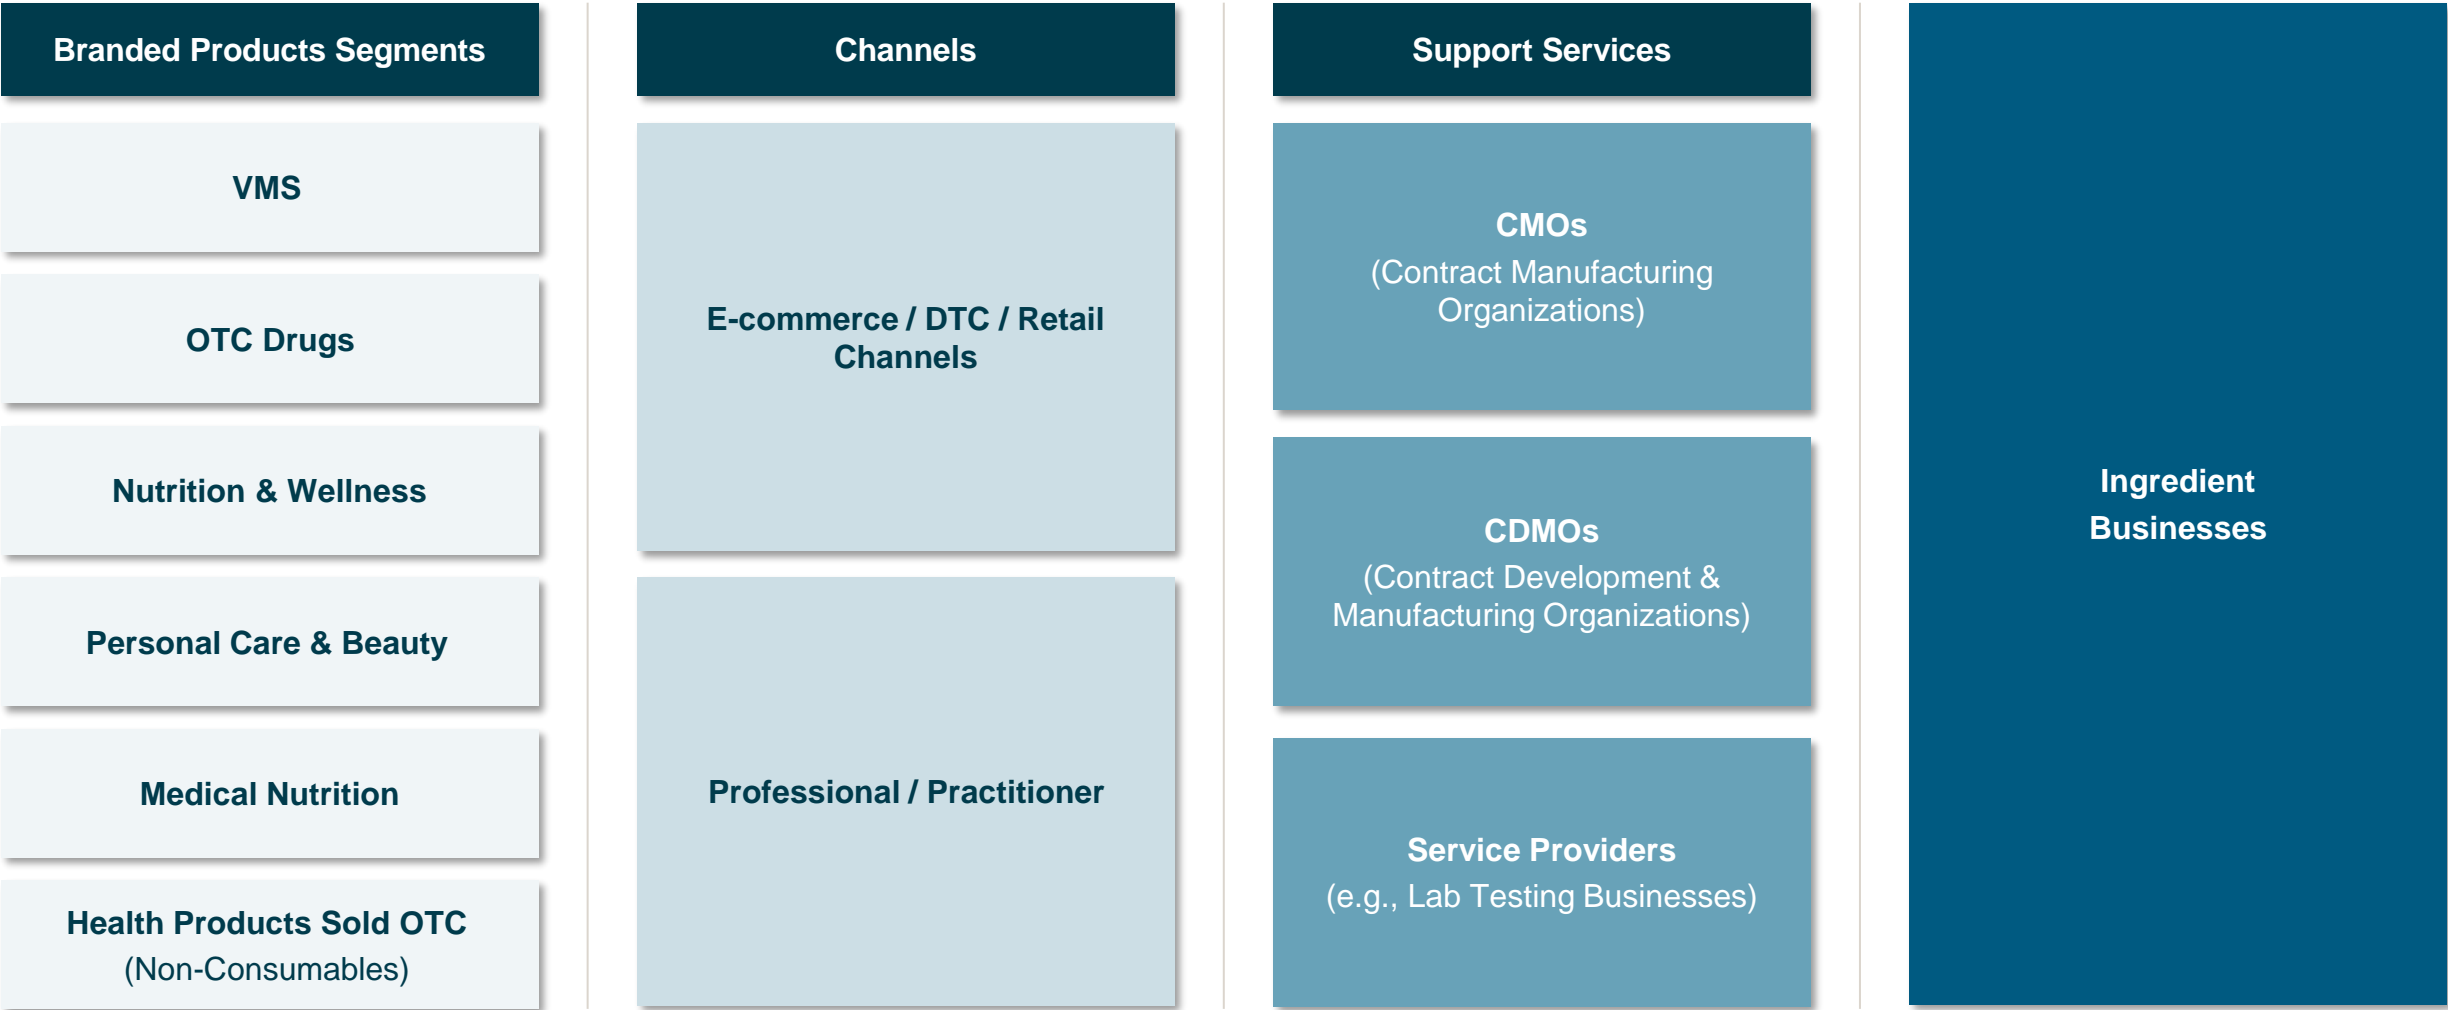 Branded Products Segments
VMS
OTC Drugs
Nutrition & Wellness
Personal Care & Beauty
Medical Nutrition
Health Products Sold OTC
(Non-Consumables)
Channels
E-commerce / DTC / Retail
Channels
Professional / Practitioner
Support Services
CMOs
(Contract Manufacturing
Organizations)
CDMOs
(Contract Development &
Manufacturing Organizations)
Service Providers
(e.g., Lab Testing Businesses)
Ingredient
Businesses